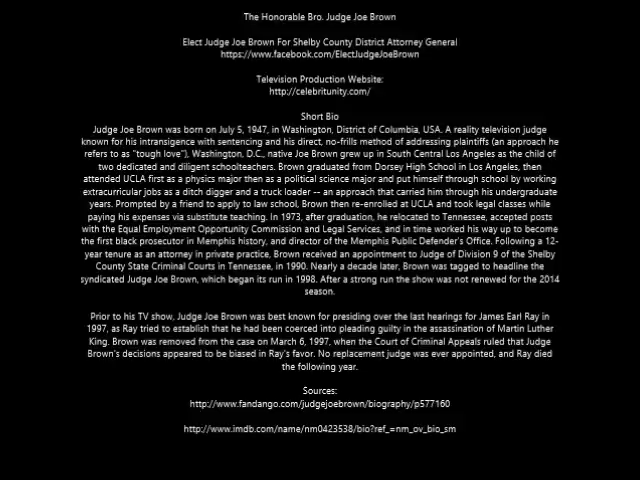 The Honorable Bro. Judge Joe Brown
Elect Judge Joe Brown For Shelby County District Attorney General
https://www.facebook.com/ElectJudgeJoeBrown
Television Production Website:
http://celebritunity.com/
Short Bio
Judge Joe Brown was born on July 5, 1947, in Washington, District of Columbia, USA. A reality television judge
known for his intransigence with sentencing and his direct, no-frills method of addressing plaintiffs (an approach he
refers to as "tough love"), Washington, D.C., native Joe Brown grew up in South Central Los Angeles as the child of
two dedicated and diligent schoolteachers. Brown graduated from Dorsey High School in Los Angeles, then
attended UCLA first as a physics major then as a political science major and put himself through school by working
extracurricular jobs as a ditch digger and a truck loader -- an approach that carried him through his undergraduate
years. Prompted by a friend to apply to law school, Brown then re-enrolled at UCLA and took legal classes while
paying his expenses via substitute teaching. In 1973, after graduation, he relocated to Tennessee, accepted posts
with the Equal Employment Opportunity Commission and Legal Services, and in time worked his way up to become
the first black prosecutor in Memphis history, and director of the Memphis Public Defender's Office. Following a 12-
year tenure as an attorney in private practice, Brown received an appointment to Judge of Division 9 of the Shelby
County State Criminal Courts in Tennessee, in 1990. Nearly a decade later, Brown was tagged to headline the
syndicated Judge Joe Brown, which began its run in 1998. After a strong run the show was not renewed for the 2014
season.
Prior to his TV show, Judge Joe Brown was best known for presiding over the last hearings for James Earl Ray in
1997, as Ray tried to establish that he had been coerced into pleading guilty in the assassination of Martin Luther
King. Brown was removed from the case on March 6, 1997, when the Court of Criminal Appeals ruled that Judge
Brown's decisions appeared to be biased in Ray's favor. No replacement judge was ever appointed, and Ray died
the following year.
Sources:
http://www.fandango.com/judgejoebrown/biography/p577160
http://www.imdb.com/name/nm0423538/bio?ref_=nm_ov_bio_sm